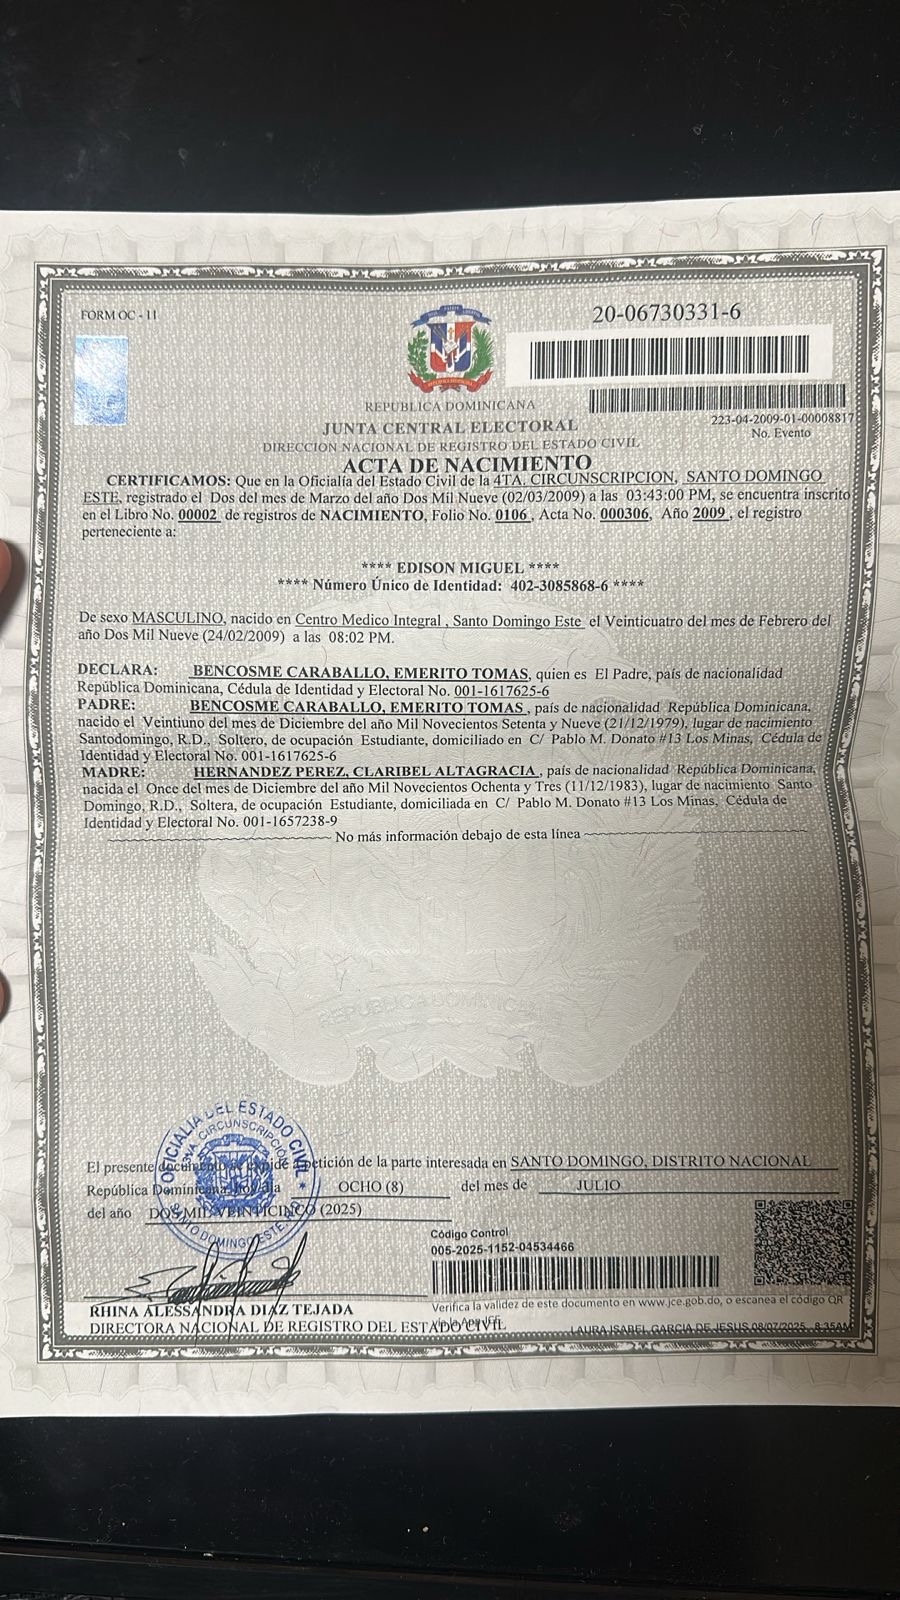 FORM OC - 11
20-06730331-6
REPUBLICA DOMINICANA
223-04-2009-01-00008817
JUNTA CENTRAL ELECTORAL
No. Evento
DIRECCION NACIONAL DE REGISTRO DEL ESTADO CIVIL
ACTA DE NACIMIENTO
CERTIFICAMOS: Que en la Oficialía del Estado Civil de la 4TA. CIRCUNSCRIPCION, SANTO DOMINGO
ESTE, registrado el Dos del mes de Marzo del año Dos Mil Nueve (02/03/2009) a las 03:43:00 PM, se encuentra inscrito
en el Libro No. 00002 de registros de NACIMIENTO, Folio No. 0106, Acta No. 000306, Año 2009, el registro
perteneciente a:
**** EDISON MIGUEL ****
**** Número Único de Identidad: 402-3085868-6 ****
De sexo MASCULINO, nacido en Centro Medico Integral , Santo Domingo Este el Veinticuatro del mes de Febrero del
año Dos Mil Nueve (24/02/2009) a las 08:02 PM.
DECLARA: BENCOSME CARABALLO, EMERITO TOMAS, quien es El Padre, país de nacionalidad
República Dominicana, Cédula de Identidad y Electoral No. 001-1617625-6
PADRE: BENCOSME CARABALLO, EMERITO TOMAS , país de nacionalidad República Dominicana,
nacido el Veintiuno del mes de Diciembre del año Mil Novecientos Setenta y Nueve (21/12/1979), lugar de nacimiento
Santodomingo, R.D., Soltero, de ocupación Estudiante, domiciliado en C/ Pablo M. Donato #13 Los Minas, Cédula de
Identidad y Electoral No. 001-1617625-6
MADRE: HERNANDEZ PEREZ, CLARIBEL ALTAGRACIA , país de nacionalidad República Dominicana,
nacida el Once del mes de Diciembre del año Mil Novecientos Ochenta y Tres (11/12/1983), lugar de nacimiento Santo
Domingo, R.D., Soltera, de ocupación Estudiante, domiciliada en C/ Pablo M. Donato #13 Los Minas, Cédula de
Identidad y Electoral No. 001-1657238-9
No más información debajo de esta línea
REPUBLICA DOMINICANA
OFICIALIA DEL ESTADO CIVIL
CIRCUNSCRIPCIÓN
SANTO DOMINGO ESTE
El presente documento se expide a petición de la parte interesada en SANTO DOMINGO, DISTRITO NACIONAL
República Dominicana, hoy día OCHO (8) del mes de JULIO
del año DOS MIL VEINTICINCO (2025)
Código Control
005-2025-1152-04534466
RHINA ALESSANDRA DIAZ TEJADA
DIRECTORA NACIONAL DE REGISTRO DEL ESTADO CIVIL
Verifica la validez de este documento en www.jce.gob.do, o escanea el código QR
LAURA ISABEL GARCIA DE JESUS 08/07/2025 8:35AM